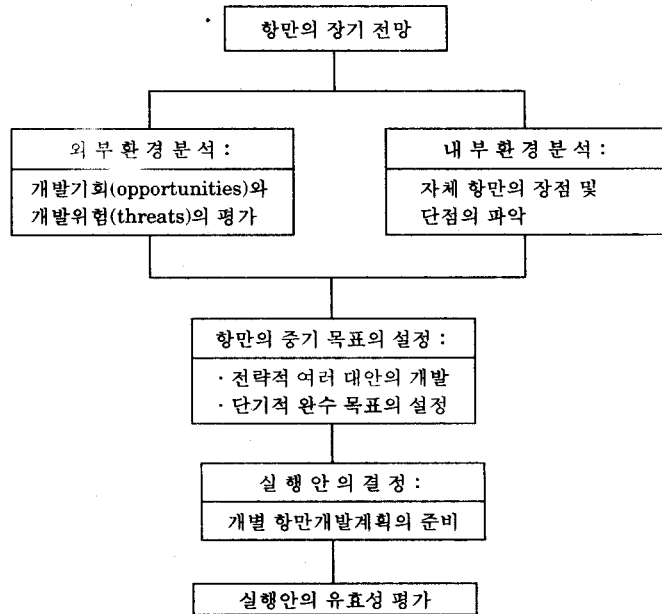 항만의 장기 전망
외부환경분석 :
개발기회(opportunities)와
개발위험(threats)의 평가
내부환경분석 :
자체 항만의 장점 및
단점의 파악
항만의 중기 목표의 설정 :
· 전략적 여러 대안의 개발
· 단기적 완수 목표의 설정
실행안의결정 :
개별 항만개발계획의 준비
실행안의 유효성 평가